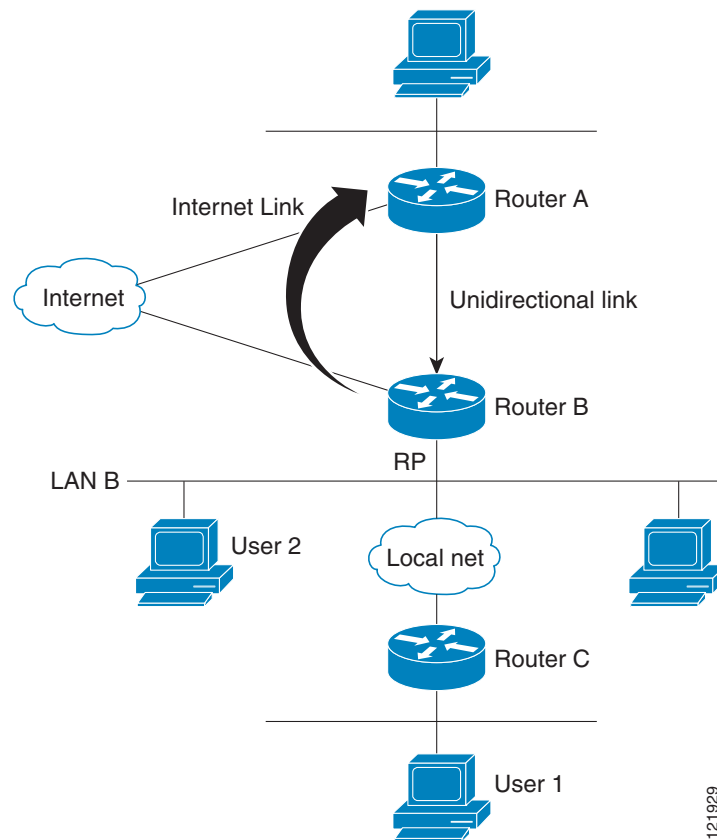 Router A
Internet Link
Internet
Unidirectional link
Router B
RP
LAN B
User 2
Local net
Router C
User 1
121929